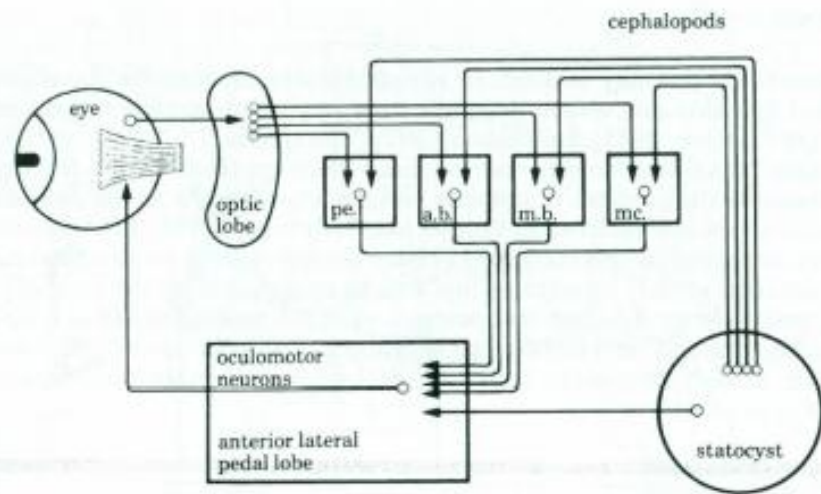 cephalopods
eye
optic
lobe
pe.
a.b.
m.b.
mc.
oculomotor
neurons
anterior lateral
pedal lobe
statocyst